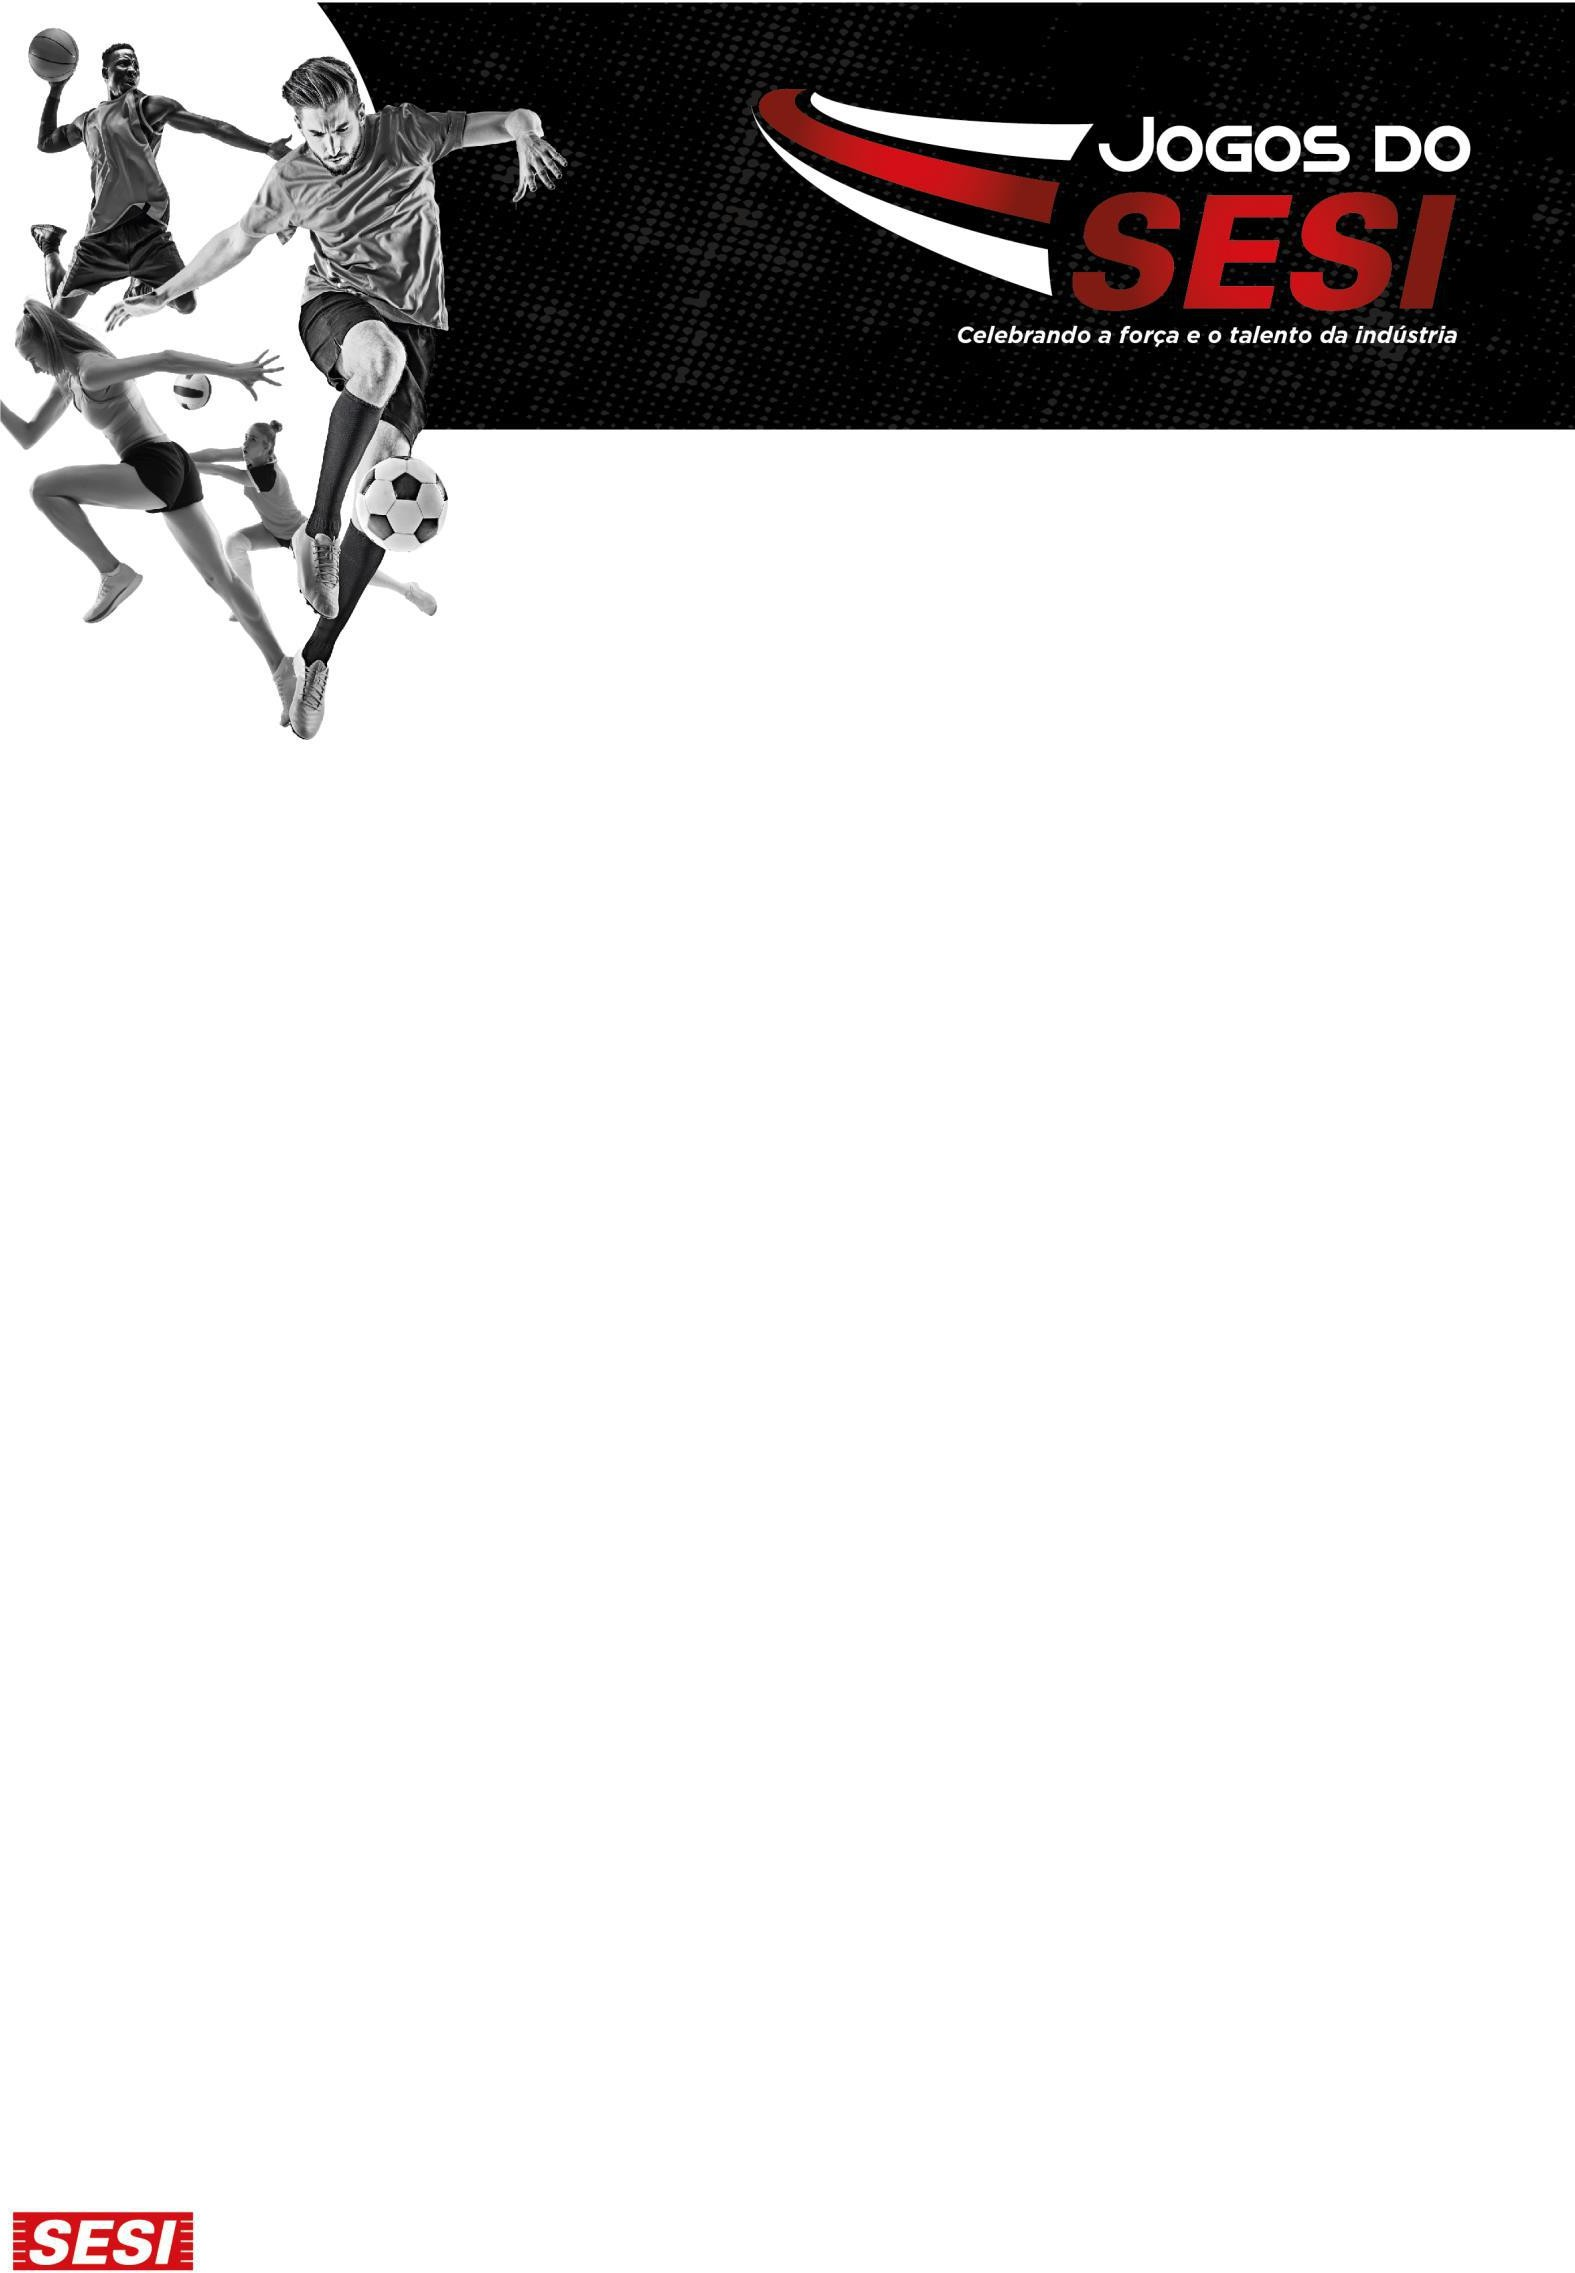 JOGOS DO
SESI
Celebrando a força e o talento da indústria
SESI